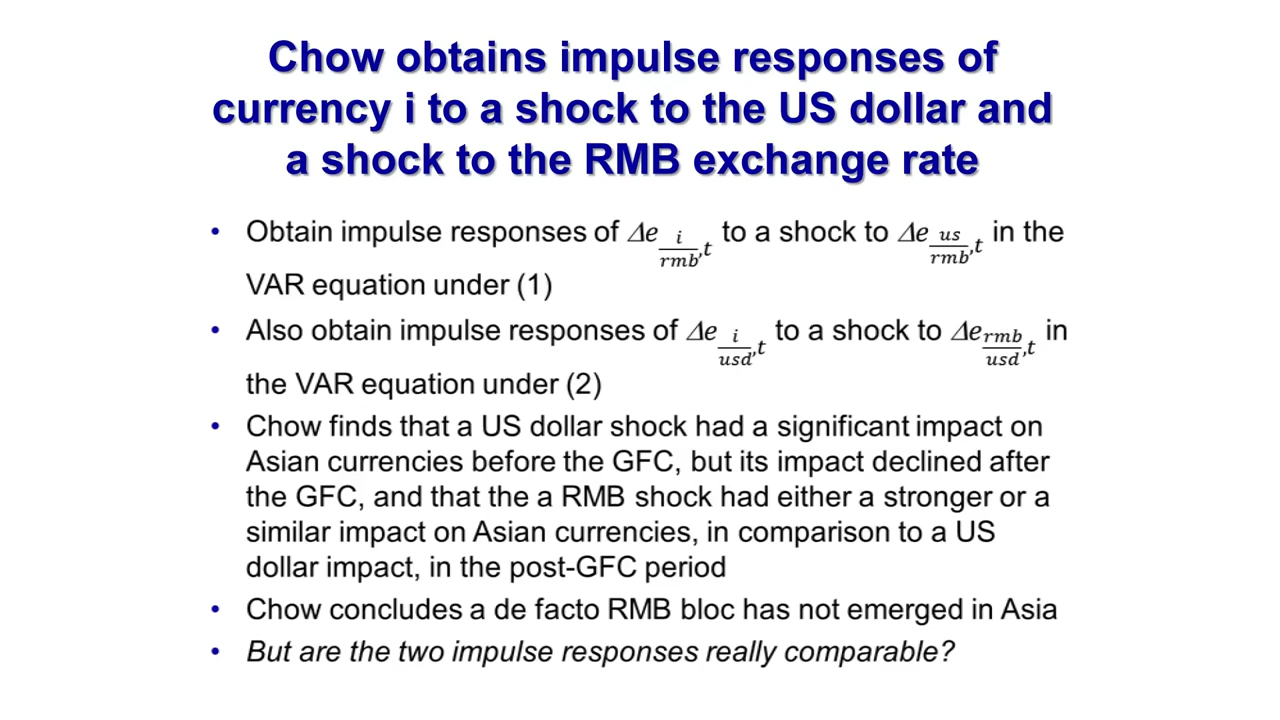 Chow obtains impulse responses of
currency i to a shock to the US dollar and
a shock to the RMB exchange rate
• Obtain impulse responses of Δe i/rmb,t to a shock to Δe us/rmb,t in the
VAR equation under (1)
• Also obtain impulse responses of Δe i/usd,t to a shock to Δe rmb/usd,t in
the VAR equation under (2)
• Chow finds that a US dollar shock had a significant impact on
Asian currencies before the GFC, but its impact declined after
the GFC, and that the a RMB shock had either a stronger or a
similar impact on Asian currencies, in comparison to a US
dollar impact, in the post-GFC period
• Chow concludes a de facto RMB bloc has not emerged in Asia
• But are the two impulse responses really comparable?